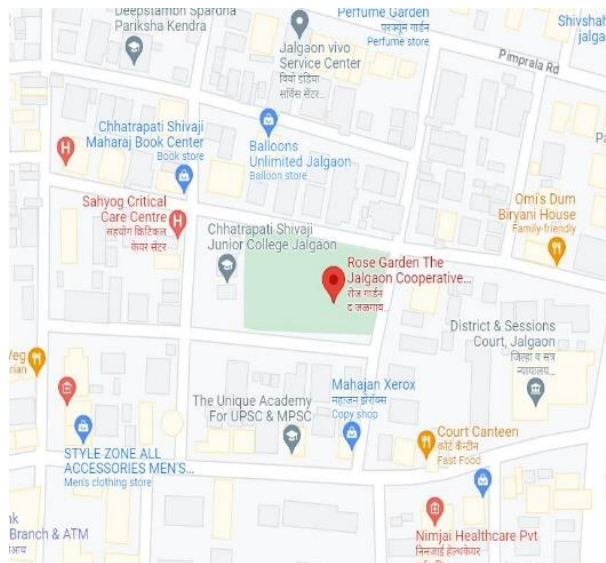 Deepstambh Spardha
Pariksha Kendra
Perfume Garden
परफ्यूम गार्डन
Perfume store
Shivshah
jalga
Jalgaon vivo
Service Center
विवो इंडिया
सर्विस सेंटर...
Pimprala Rd
Chhatrapati Shivaji
Maharaj Book Center
Book store
Balloons
Unlimited Jalgaon
Balloon store
Pa
Sahyog Critical
Care Centre
सहयोग क्रिटिकल
केयर सेंटर
Omi's Dum
Biryani House
Family-friendly
Chhatrapati Shivaji
Junior College Jalgaon
Rose Garden The
Jalgaon Cooperative...
रोज गार्डन
द जळगाव...
District & Sessions
Court, Jalgaon
जिल्हा व सत्र
न्यायालय...
Veg
nian
Mahajan Xerox
महाजन झेरॉक्स
Copy shop
The Unique Academy
For UPSC & MPSC
Court Canteen
कोर्ट कॅन्टीन
Fast Food
STYLE ZONE ALL
ACCESSORIES MEN'S...
Men's clothing store
nk
Branch & ATM
Nimjai Healthcare Pvt
निमजाई हेल्थकेयर